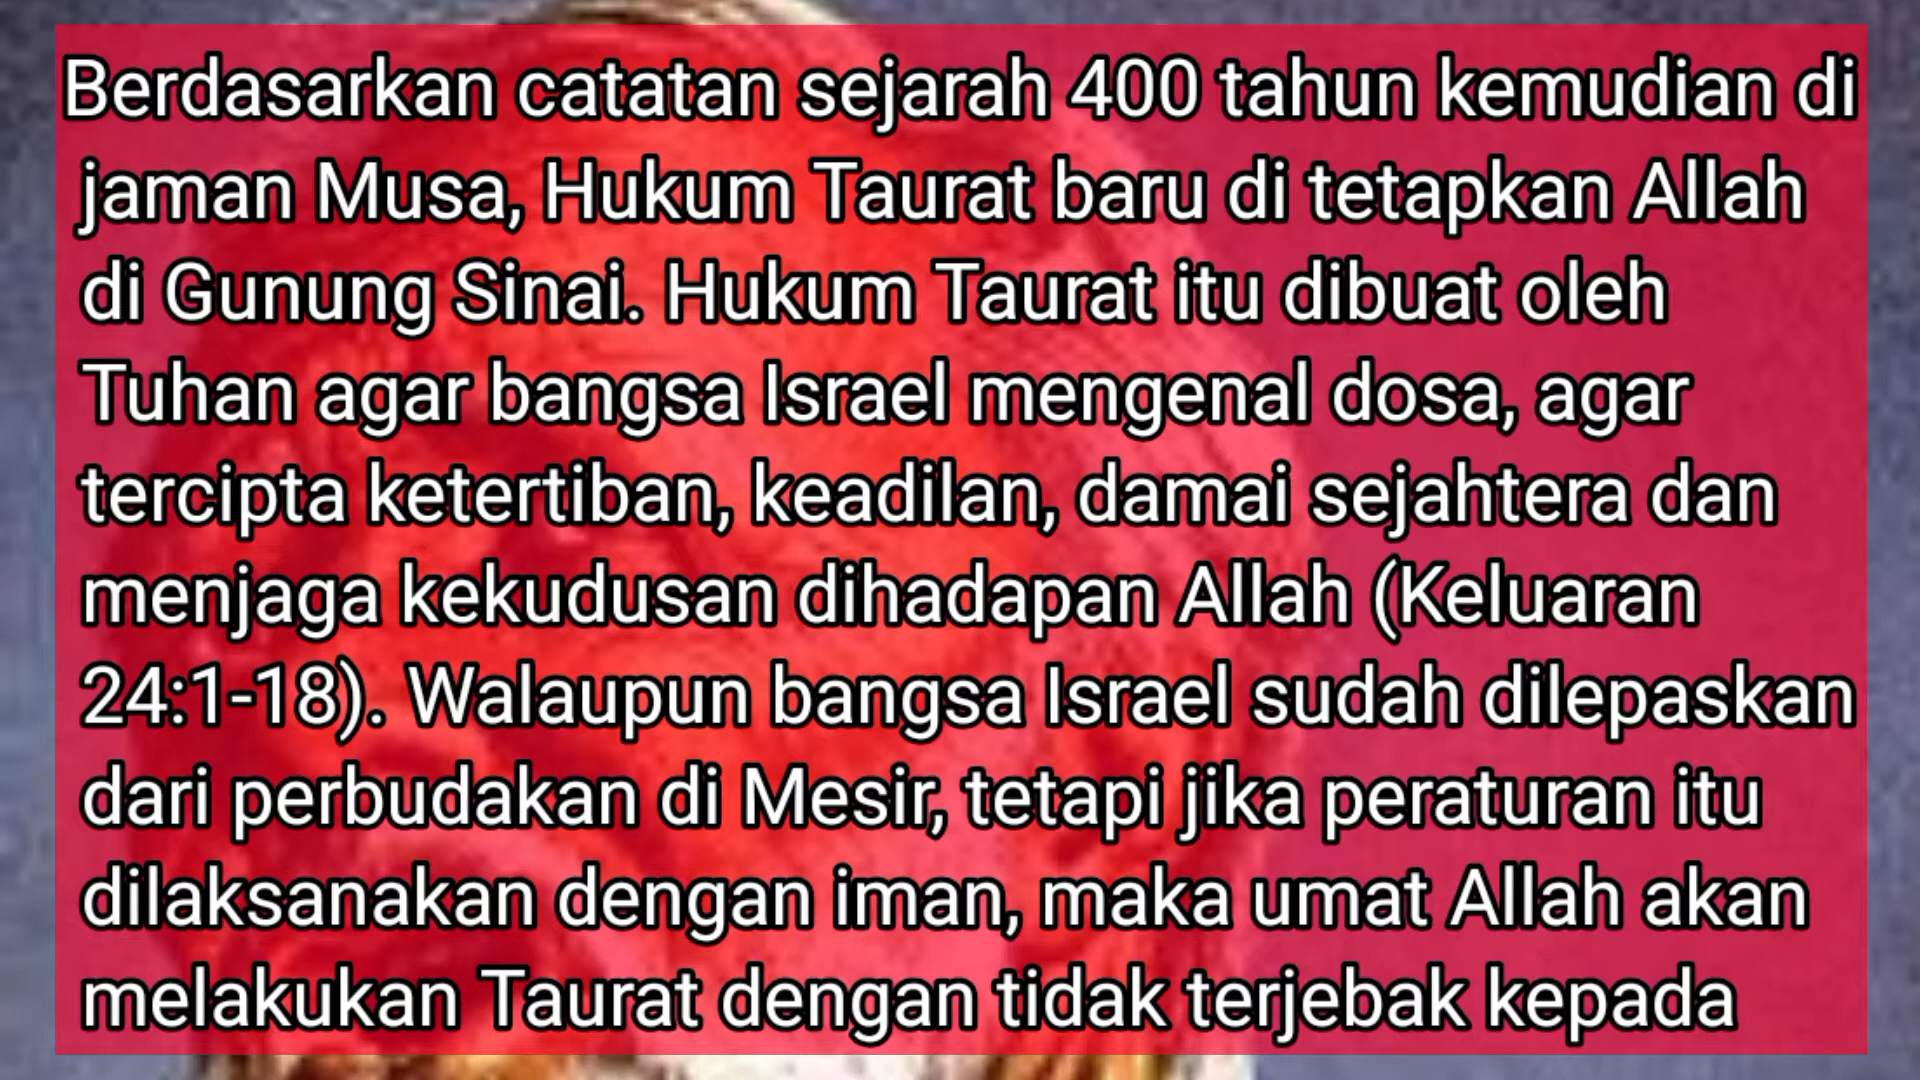 Berdasarkan catatan sejarah 400 tahun kemudian di
jaman Musa, Hukum Taurat baru di tetapkan Allah
di Gunung Sinai. Hukum Taurat itu dibuat oleh
Tuhan agar bangsa Israel mengenal dosa, agar
tercipta ketertiban, keadilan, damai sejahtera dan
menjaga kekudusan dihadapan Allah (Keluaran
24:1-18). Walaupun bangsa Israel sudah dilepaskan
dari perbudakan di Mesir, tetapi jika peraturan itu
dilaksanakan dengan iman, maka umat Allah akan
melakukan Taurat dengan tidak terjebak kepada